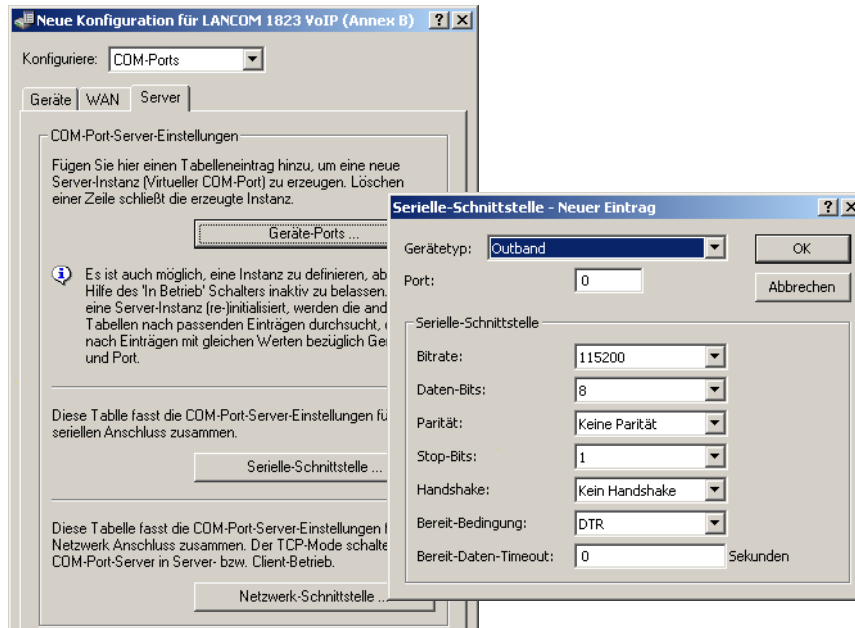 Neue Konfiguration für LANCOM 1823 VoIP (Annex B)
Konfiguriere: COM-Ports
Geräte WAN Server
COM-Port-Server-Einstellungen
Fügen Sie hier einen Tabelleneintrag hinzu, um eine neue
Server-Instanz (Virtueller COM-Port) zu erzeugen. Löschen
einer Zeile schließt die erzeugte Instanz.
Geräte-Ports ...
Es ist auch möglich, eine Instanz zu definieren, ab
Hilfe des 'In Betrieb' Schalters inaktiv zu belassen.
eine Server-Instanz (re-)initialisiert, werden die and
Tabellen nach passenden Einträgen durchsucht,
nach Einträgen mit gleichen Werten bezüglich Ger
und Port.
Diese Tablle fasst die COM-Port-Server-Einstellungen fü
seriellen Anschluss zusammen.
Serielle-Schnittstelle ...
Diese Tabelle fasst die COM-Port-Server-Einstellungen
Netzwerk Anschluss zusammen. Der TCP-Mode schalte
COM-Port-Server in Server- bzw. Client-Betrieb.
Netzwerk-Schnittstelle ...
Serielle-Schnittstelle - Neuer Eintrag
Gerätetyp: Outband
OK
Port: 0
Abbrechen
Serielle-Schnittstelle
Bitrate: 115200
Daten-Bits: 8
Parität: Keine Parität
Stop-Bits: 1
Handshake: Kein Handshake
Bereit-Bedingung: DTR
Bereit-Daten-Timeout: 0 Sekunden